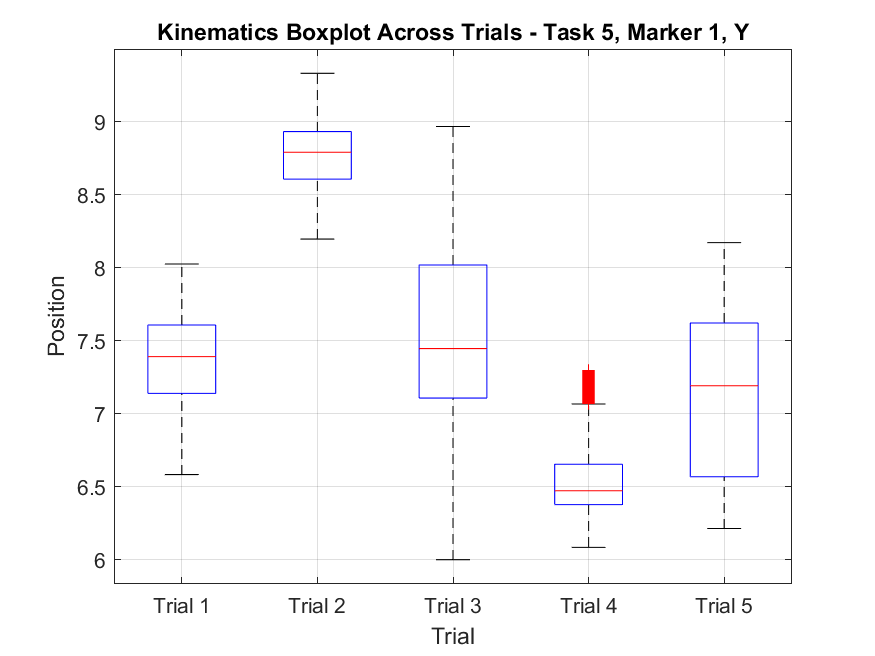 Kinematics Boxplot Across Trials - Task 5, Marker 1, Y
Position
9
8.5
8
7.5
7
6.5
6
Trial 1 Trial 2 Trial 3 Trial 4 Trial 5
Trial